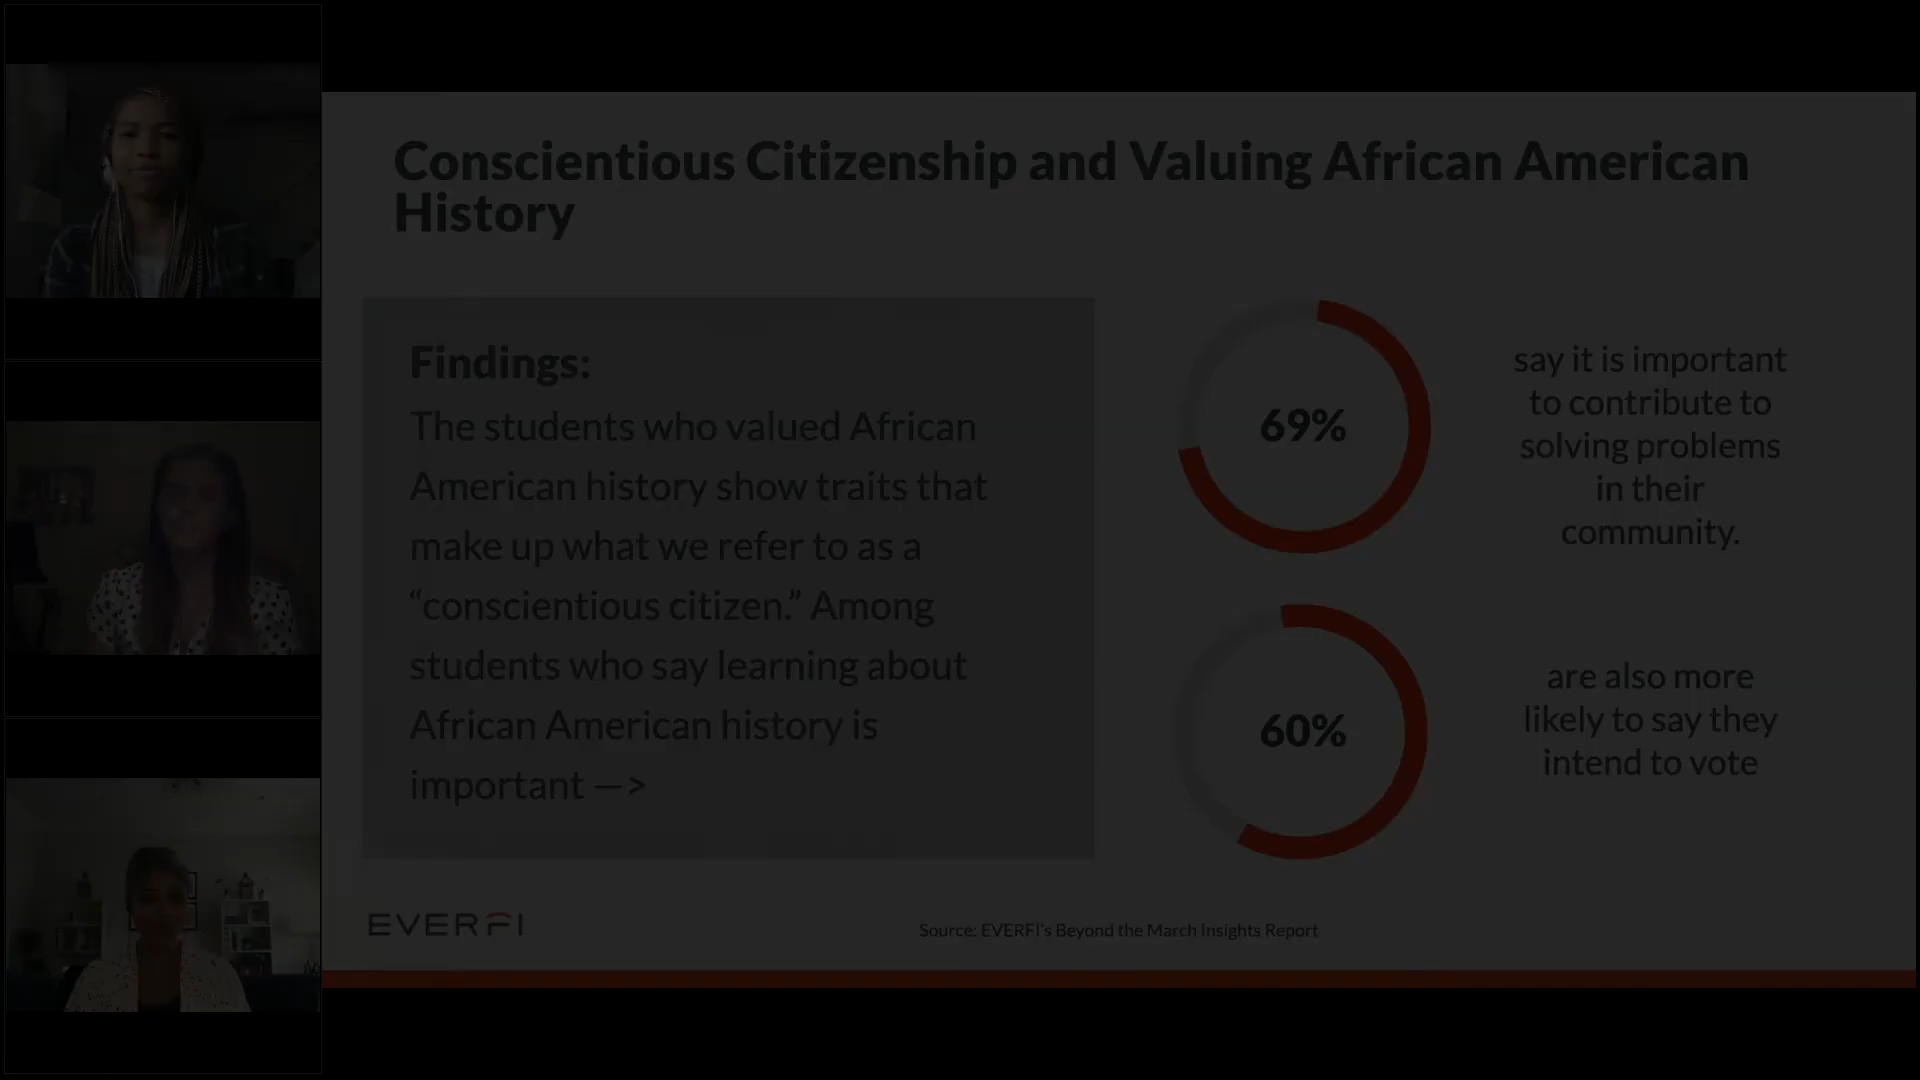 Conscientious Citizenship and Valuing African American
History
Findings:
The students who valued African
American history show traits that
make up what we refer to as a
“conscientious citizen.” Among
students who say learning about
African American history is
important —>
69%
say it is important
to contribute to
solving problems
in their
community.
60%
are also more
likely to say they
intend to vote
EVERFI
Source: EVERFI's Beyond the March Insights Report